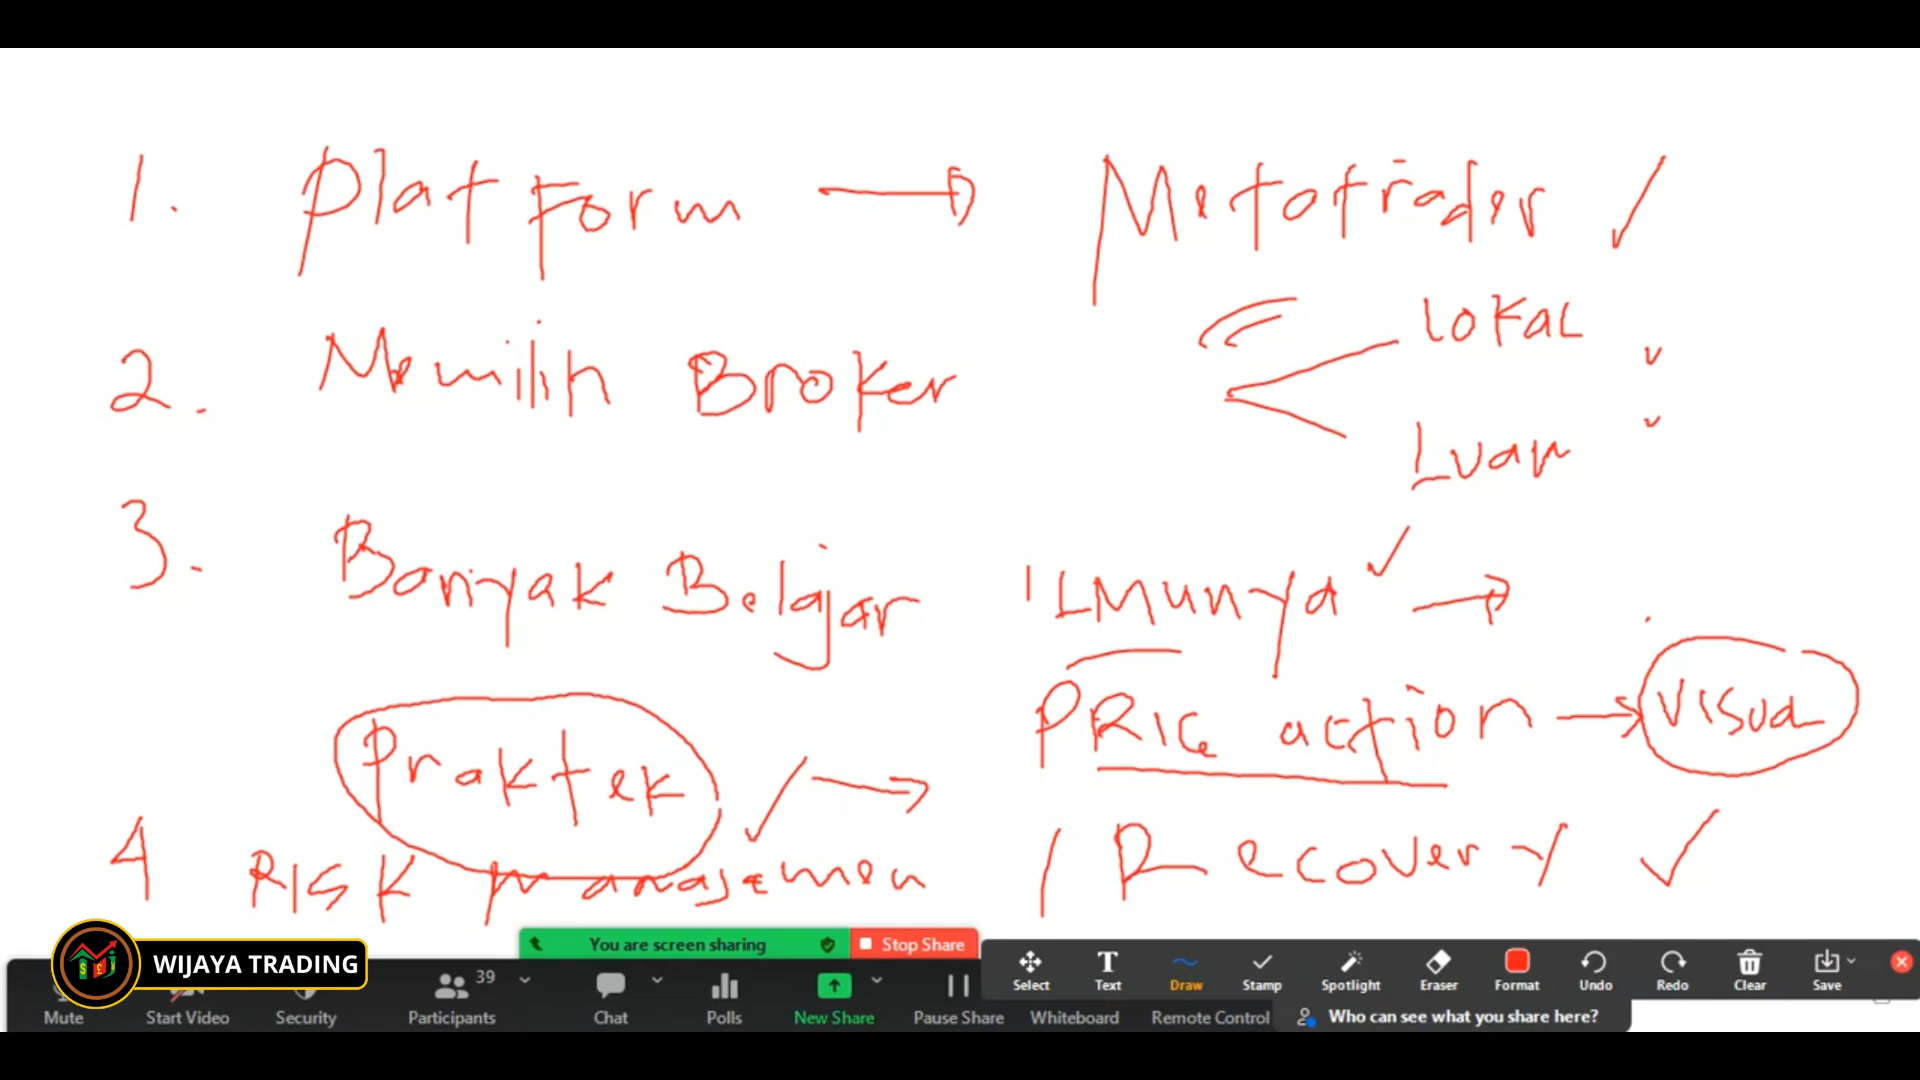 1. Platform → Metatrader ✓
2. Memilih Broker
Lokal
Luar
3. Banyak Belajar ILMunya ✓ →
Praktek ✓ → PRICe action → visual
4 RISK managemen / Recovery ✓
You are screen sharing Stop Share
WIJAYA TRADING
39
Select Text Draw Stamp Spotlight Eraser Format Undo Redo Clear Save
Mute Start Video Security Participants Chat Polls New Share Pause Share Whiteboard Remote Control
Who can see what you share here?